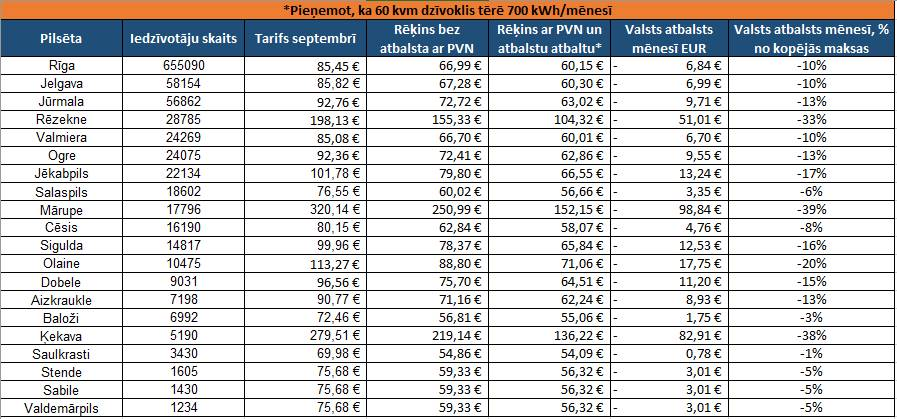 *Pieņemot, ka 60 kvm dzīvoklis tērē 700 kWh/mēnesī
Pilsēta Iedzīvotāju skaits Tarifs septembrī Rēķins bez atbalsta ar PVN Rēķins ar PVN un atbalstu atbaltu* Valsts atbalsts mēnesī EUR Valsts atbalsts mēnesī, % no kopējās maksas
Rīga 655090 85,45 € 66,99 € 60,15 € - 6,84 € -10%
Jelgava 58154 85,82 € 67,28 € 60,30 € - 6,99 € -10%
Jūrmala 56862 92,76 € 72,72 € 63,02 € - 9,71 € -13%
Rēzekne 28785 198,13 € 155,33 € 104,32 € - 51,01 € -33%
Valmiera 24269 85,08 € 66,70 € 60,01 € - 6,70 € -10%
Ogre 24075 92,36 € 72,41 € 62,86 € - 9,55 € -13%
Jēkabpils 22134 101,78 € 79,80 € 66,55 € - 13,24 € -17%
Salaspils 18602 76,55 € 60,02 € 56,66 € - 3,35 € -6%
Mārupe 17796 320,14 € 250,99 € 152,15 € - 98,84 € -39%
Cēsis 16190 80,15 € 62,84 € 58,07 € - 4,76 € -8%
Sigulda 14817 99,96 € 78,37 € 65,84 € - 12,53 € -16%
Olaine 10475 113,27 € 88,80 € 71,06 € - 17,75 € -20%
Dobele 9031 96,56 € 75,70 € 64,51 € - 11,20 € -15%
Aizkraukle 7198 90,77 € 71,16 € 62,24 € - 8,93 € -13%
Baloži 6992 72,46 € 56,81 € 55,06 € - 1,75 € -3%
Ķekava 5190 279,51 € 219,14 € 136,22 € - 82,91 € -38%
Saulkrasti 3430 69,98 € 54,86 € 54,09 € - 0,78 € -1%
Stende 1605 75,68 € 59,33 € 56,32 € - 3,01 € -5%
Sabile 1430 75,68 € 59,33 € 56,32 € - 3,01 € -5%
Valdemārpils 1234 75,68 € 59,33 € 56,32 € - 3,01 € -5%